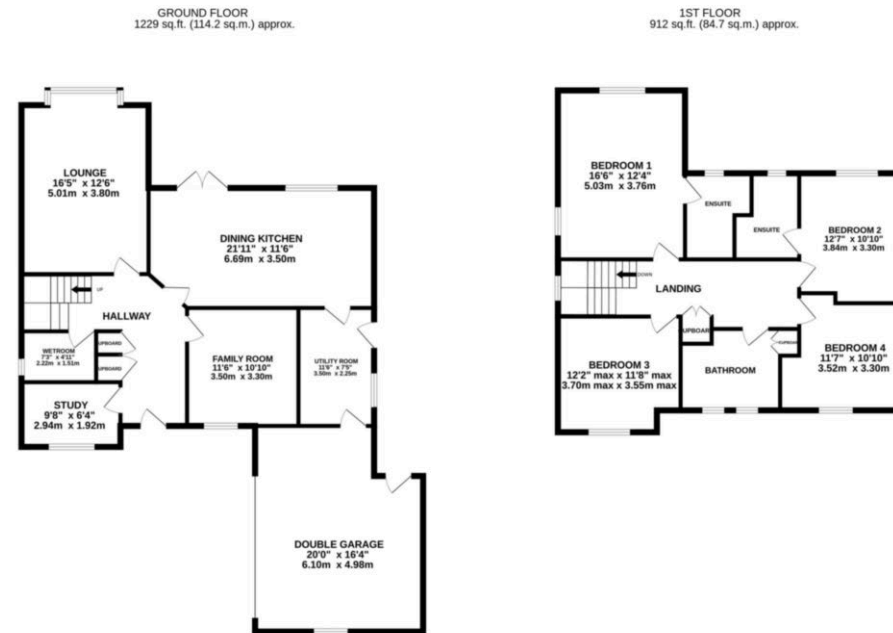 GROUND FLOOR
1229 sq.ft. (114.2 sq.m.) approx.
LOUNGE
16'5" x 12'6"
5.01m x 3.80m
DINING KITCHEN
21'11" x 11'6"
6.69m x 3.50m
UP
HALLWAY
WETROOM
7'3" x 4'11"
2.22m x 1.51m
UPBOARD
UPBOARD
FAMILY ROOM
11'6" x 10'10"
3.50m x 3.30m
UTILITY ROOM
11'6" x 7'5"
3.50m x 2.25m
STUDY
9'8" x 6'4"
2.94m x 1.92m
DOUBLE GARAGE
20'0" x 16'4"
6.10m x 4.98m
1ST FLOOR
912 sq.ft. (84.7 sq.m.) approx.
BEDROOM 1
16'6" x 12'4"
5.03m x 3.76m
ENSUITE
ENSUITE
BEDROOM 2
12'7" x 10'10"
3.84m x 3.30m
DOWN
LANDING
UPBOAR
BEDROOM 3
12'2" max x 11'8" max
3.70m max x 3.55m max
BATHROOM
BEDROOM 4
11'7" x 10'10"
3.52m x 3.30m